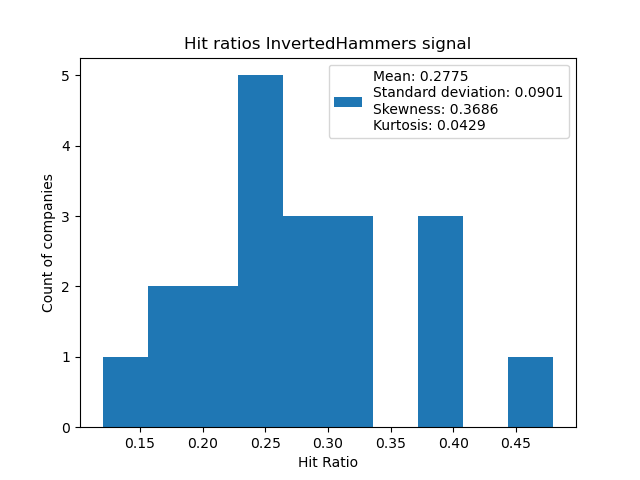 Hit ratios InvertedHammers signal
Mean: 0.2775
Standard deviation: 0.0901
Skewness: 0.3686
Kurtosis: 0.0429
Count of companies
5
4
3
2
1
0
0.15 0.20 0.25 0.30 0.35 0.40 0.45
Hit Ratio